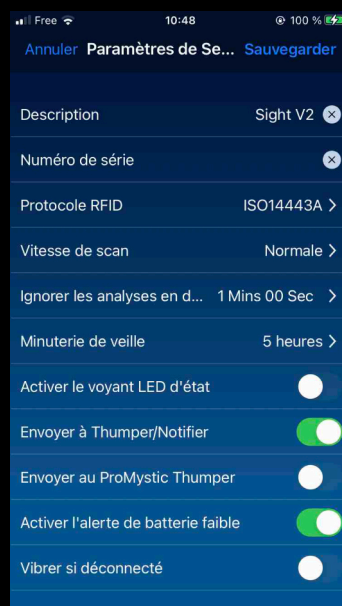 Free 10:48 100 %
Annuler Paramètres de Se... Sauvegarder
Description Sight V2
Numéro de série
Protocole RFID ISO14443A
Vitesse de scan Normale
Ignorer les analyses en d... 1 Mins 00 Sec
Minuterie de veille 5 heures
Activer le voyant LED d'état
Envoyer à Thumper/Notifier
Envoyer au ProMystic Thumper
Activer l'alerte de batterie faible
Vibrer si déconnecté